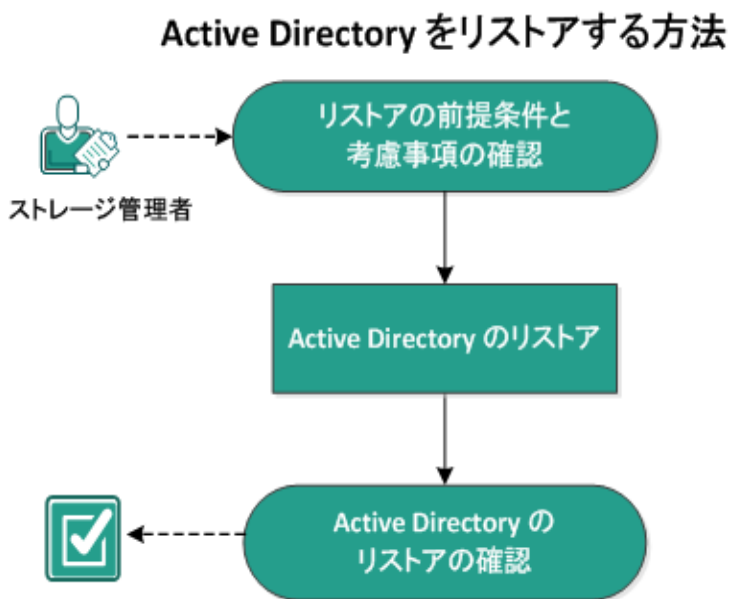 Active Directory をリストアする方法
リストアの前提条件と
考慮事項の確認
ストレージ管理者
Active Directory のリストア
Active Directory の
リストアの確認